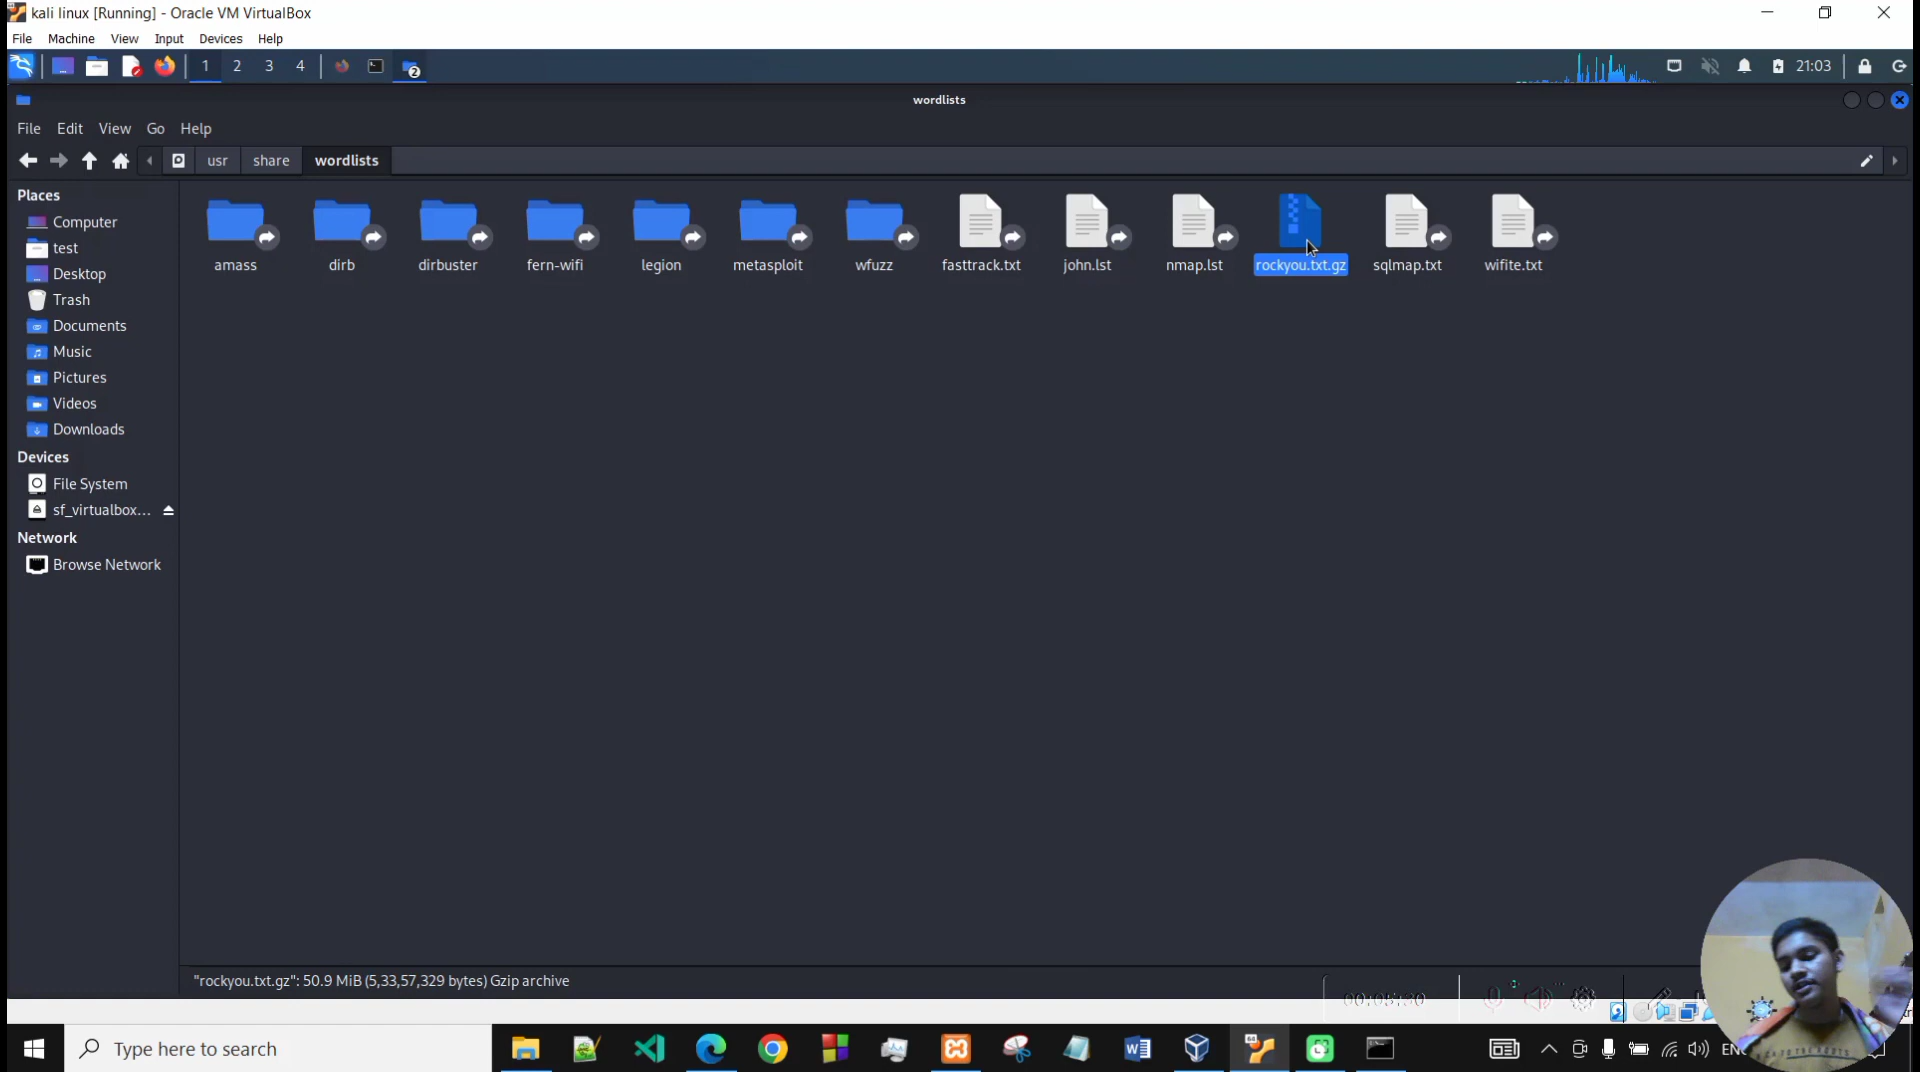 kali linux [Running] - Oracle VM VirtualBox
File Machine View Input Devices Help
1 2 3 4 2 21:03
wordlists
File Edit View Go Help
usr share wordlists
Places
Computer
test
Desktop
Trash
Documents
Music
Pictures
Videos
Downloads
Devices
File System
sf_virtualbox...
Network
Browse Network
amass dirb dirbuster fern-wifi legion metasploit wfuzz fasttrack.txt john.lst nmap.lst rockyou.txt.gz sqlmap.txt wifite.txt
"rockyou.txt.gz": 50.9 MiB (5,33,57,329 bytes) Gzip archive
Type here to search